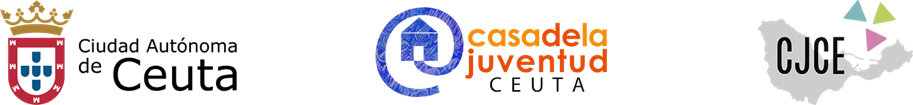 Ciudad Autónoma
de Ceuta
@ casadela
juventud
CEUTA
CJCE